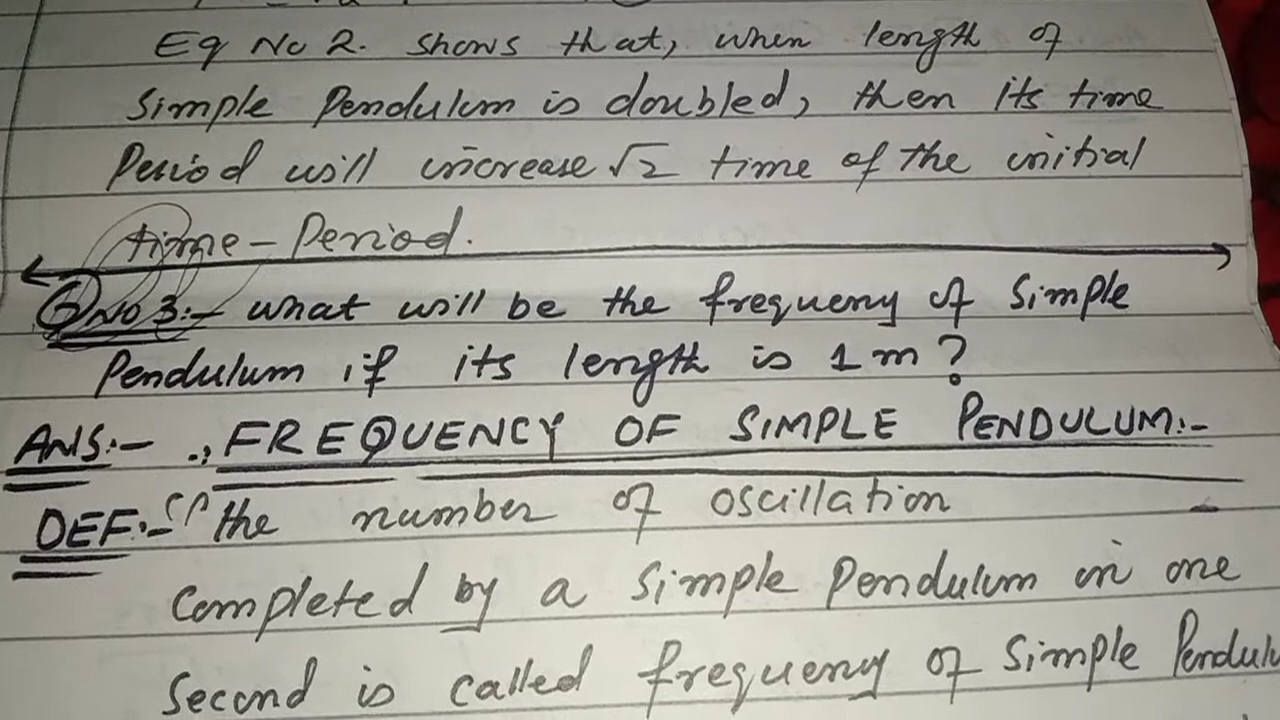 Eq No 2. shows that, when length of
Simple Pendulum is doubled, then its time
Period will increase √2 time of the initial
time - Period.
Q NO 3:- what will be the frequeny of Simple
Pendulum if its length is 1 m?
ANS:- ., FREQUENCY OF SIMPLE PENDULUM:-
DEF:- "the number of oscillation
Completed by a simple Pendulum in one
Second is called frequeny of Simple Pendulu